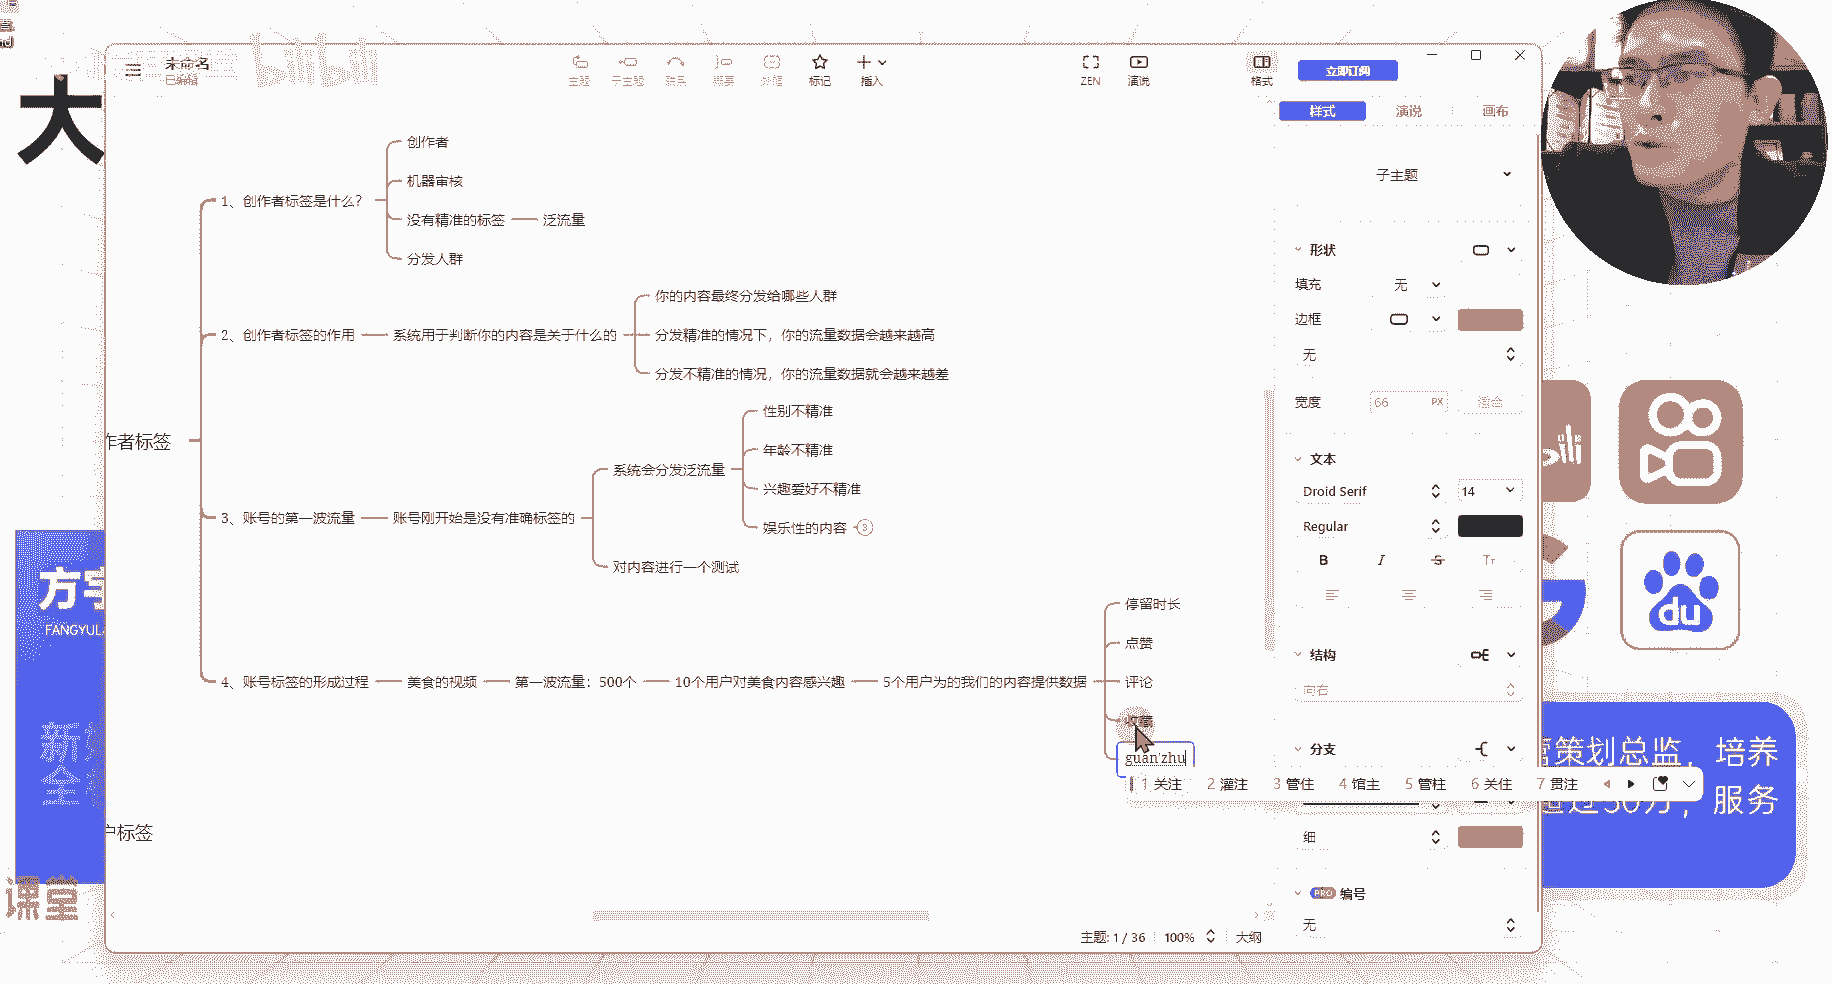 大
未命名
已编辑
bilibili
主题
子主题
联系
概要
外框
标记
插入
ZEN
演说
格式
立即订阅
样式
演说
画布
子主题
形状
填充
无
边框
无
宽度
66
PX
适合
文本
Droid Serif
14
Regular
B
I
S
Tт
结构
向右
分支
细
PRO
编号
无
作者标签
1、创作者标签是什么?
创作者
机器审核
没有精准的标签
泛流量
分发人群
2、创作者标签的作用
系统用于判断你的内容是关于什么的
你的内容最终分发给哪些人群
分发精准的情况下，你的流量数据会越来越高
分发不精准的情况，你的流量数据就会越来越差
3、账号的第一波流量
账号刚开始是没有准确标签的
系统会分发泛流量
性别不精准
年龄不精准
兴趣爱好不精准
娱乐性的内容
3
对内容进行一个测试
4、账号标签的形成过程
美食的视频
第一波流量：500个
10个用户对美食内容感兴趣
5个用户为的我们的内容提供数据
停留时长
点赞
评论
收藏
guan'zhu
1 关注 2 灌注 3 管住 4 馆主 5 管柱 6 关住 7 贯注
户标签
主题: 1 / 36
100%
大纲
FANGYU
新
全
课堂
du
策划总监，培养
服务